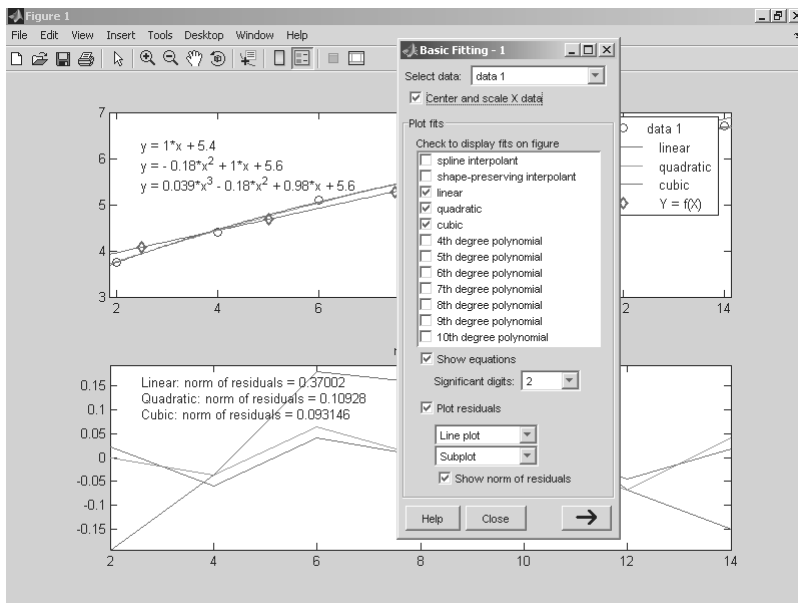 Figure 1
File Edit View Insert Tools Desktop Window Help
Basic Fitting - 1
Select data: data 1
Center and scale X data
Plot fits
Check to display fits on figure
spline interpolant
shape-preserving interpolant
linear
quadratic
cubic
4th degree polynomial
5th degree polynomial
6th degree polynomial
7th degree polynomial
8th degree polynomial
9th degree polynomial
10th degree polynomial
Show equations
Significant digits: 2
Plot residuals
Line plot
Subplot
Show norm of residuals
Help Close
7
6
5
4
3
y = 1*x + 5.4
y = - 0.18*x² + 1*x + 5.6
y = 0.039*x³ - 0.18*x² + 0.98*x + 5.6
data 1
linear
quadratic
cubic
Y = f(X)
2 4 6 2 14
0.15
0.1
0.05
0
-0.05
-0.1
-0.15
Linear: norm of residuals = 0.37002
Quadratic: norm of residuals = 0.10928
Cubic: norm of residuals = 0.093146
2 4 6 8 10 12 14